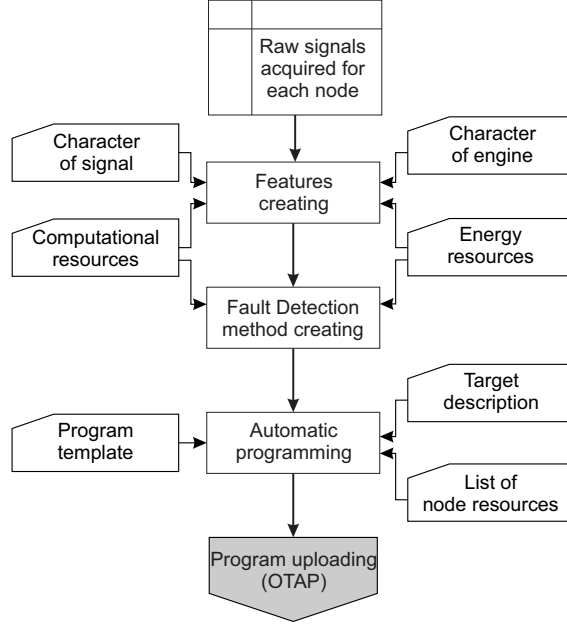 Raw signals
acquired for
each node
Character
of signal
Character
of engine
Features
creating
Computational
resources
Energy
resources
Fault Detection
method creating
Target
description
Program
template
Automatic
programming
List of
node resources
Program uploading
(OTAP)